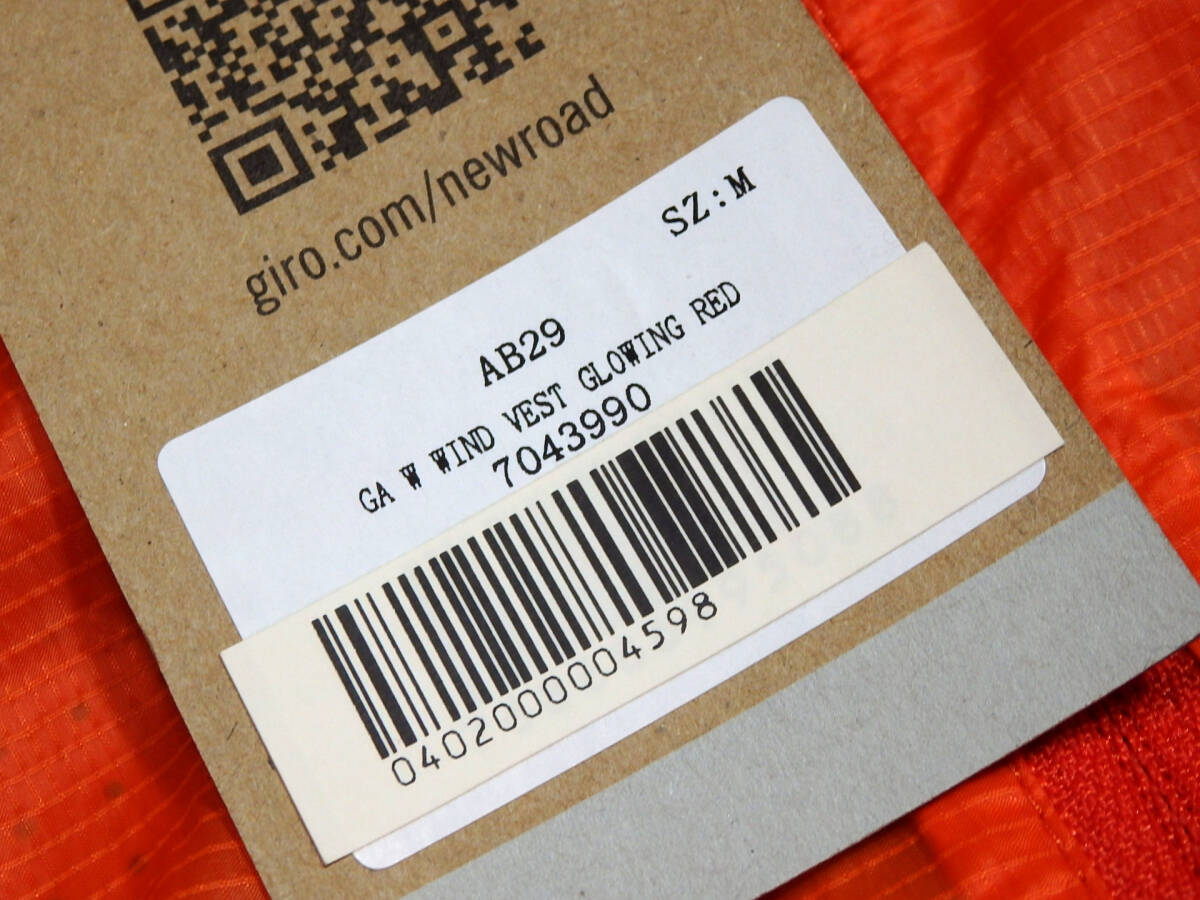 giro.com/newroad
SZ:M
AB29
GA W WIND VEST GLOWING RED
7043990
0402000004598